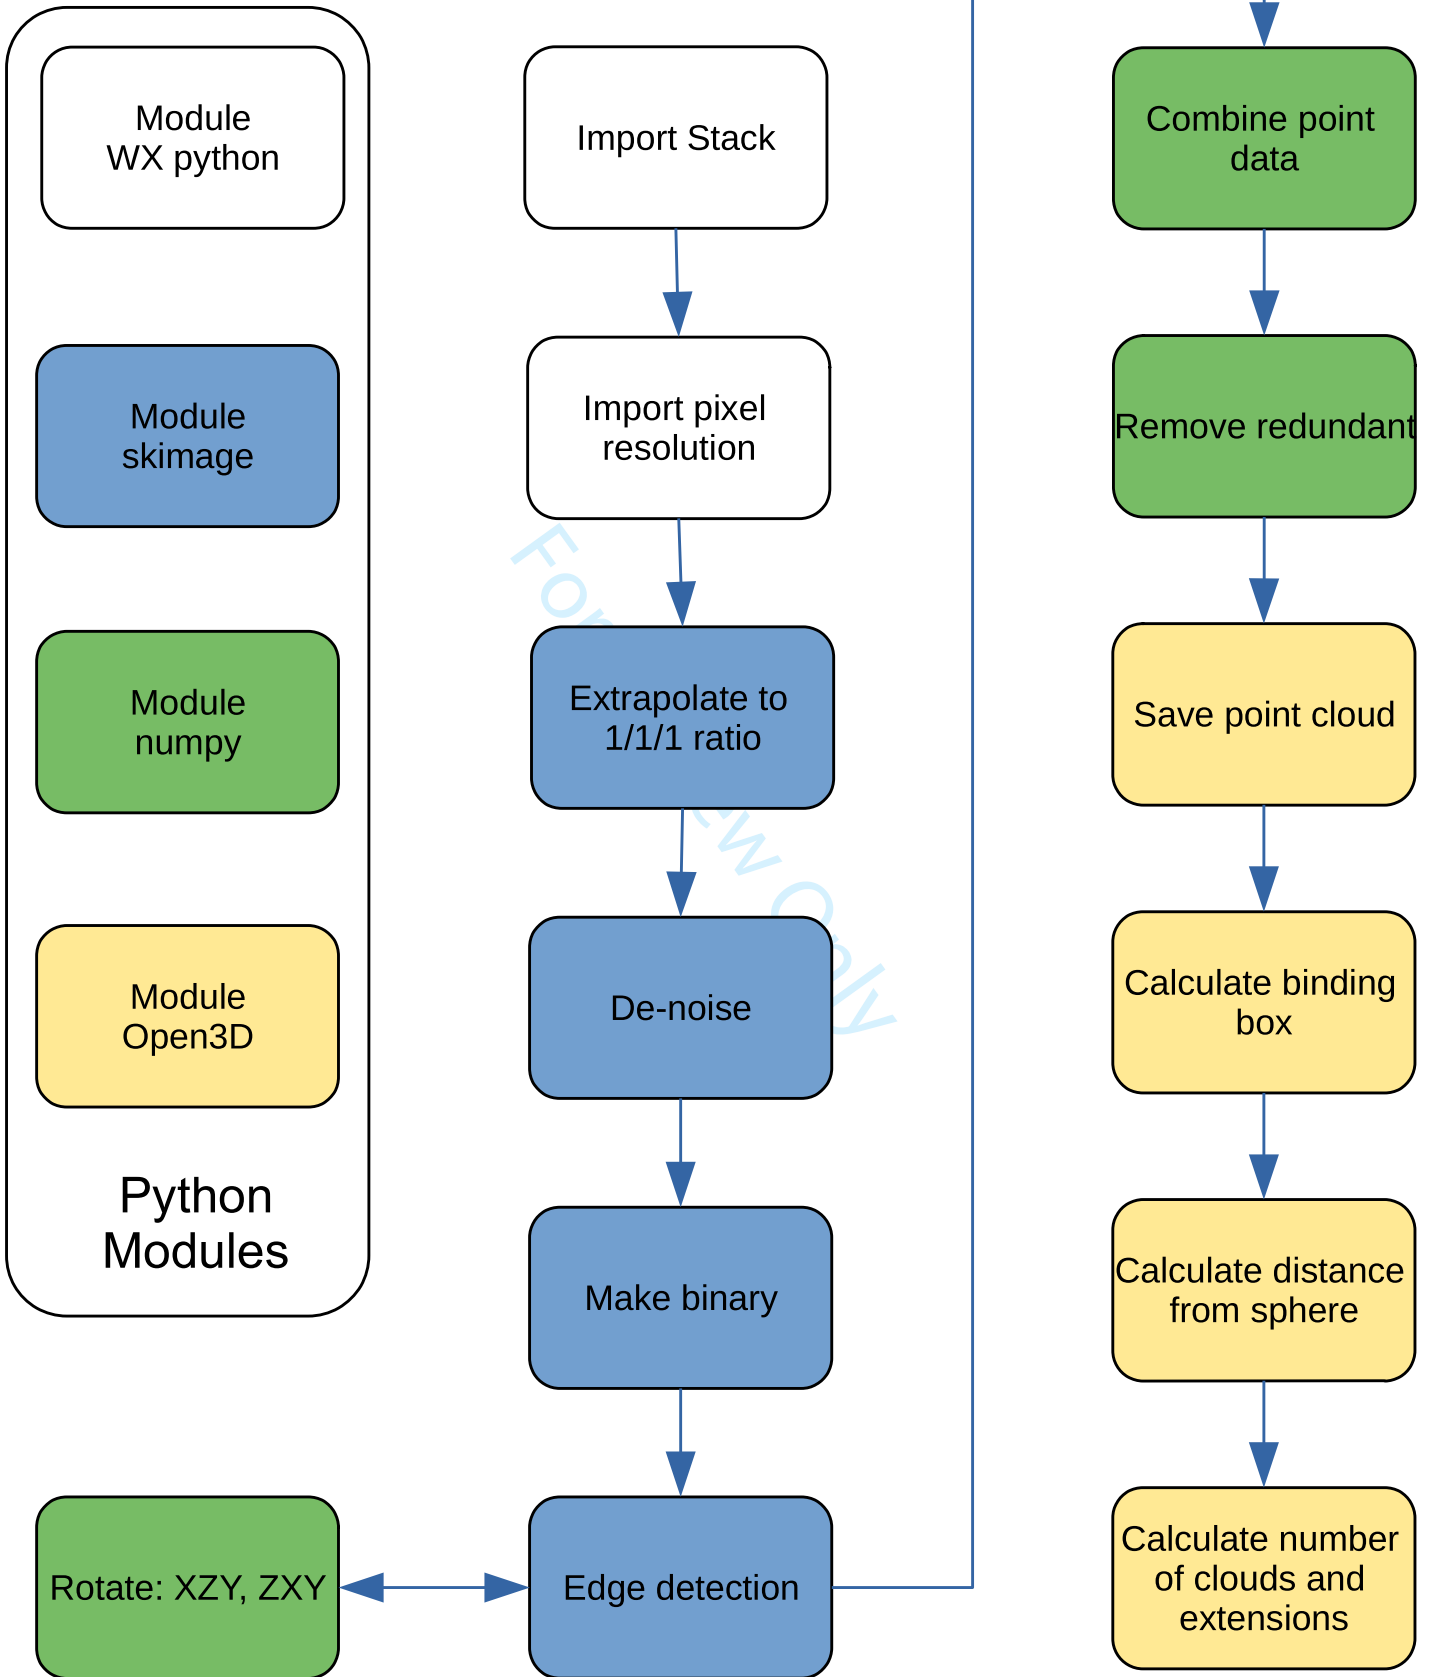 Module
WX python
Module
skimage
Module
numpy
Module
Open3D
Python
Modules
Rotate: XZY, ZXY
Import Stack
Import pixel
resolution
Extrapolate to
1/1/1 ratio
De-noise
Make binary
Edge detection
Combine point
data
Remove redundant
Save point cloud
Calculate binding
box
Calculate distance
from sphere
Calculate number
of clouds and
extensions
For
Only